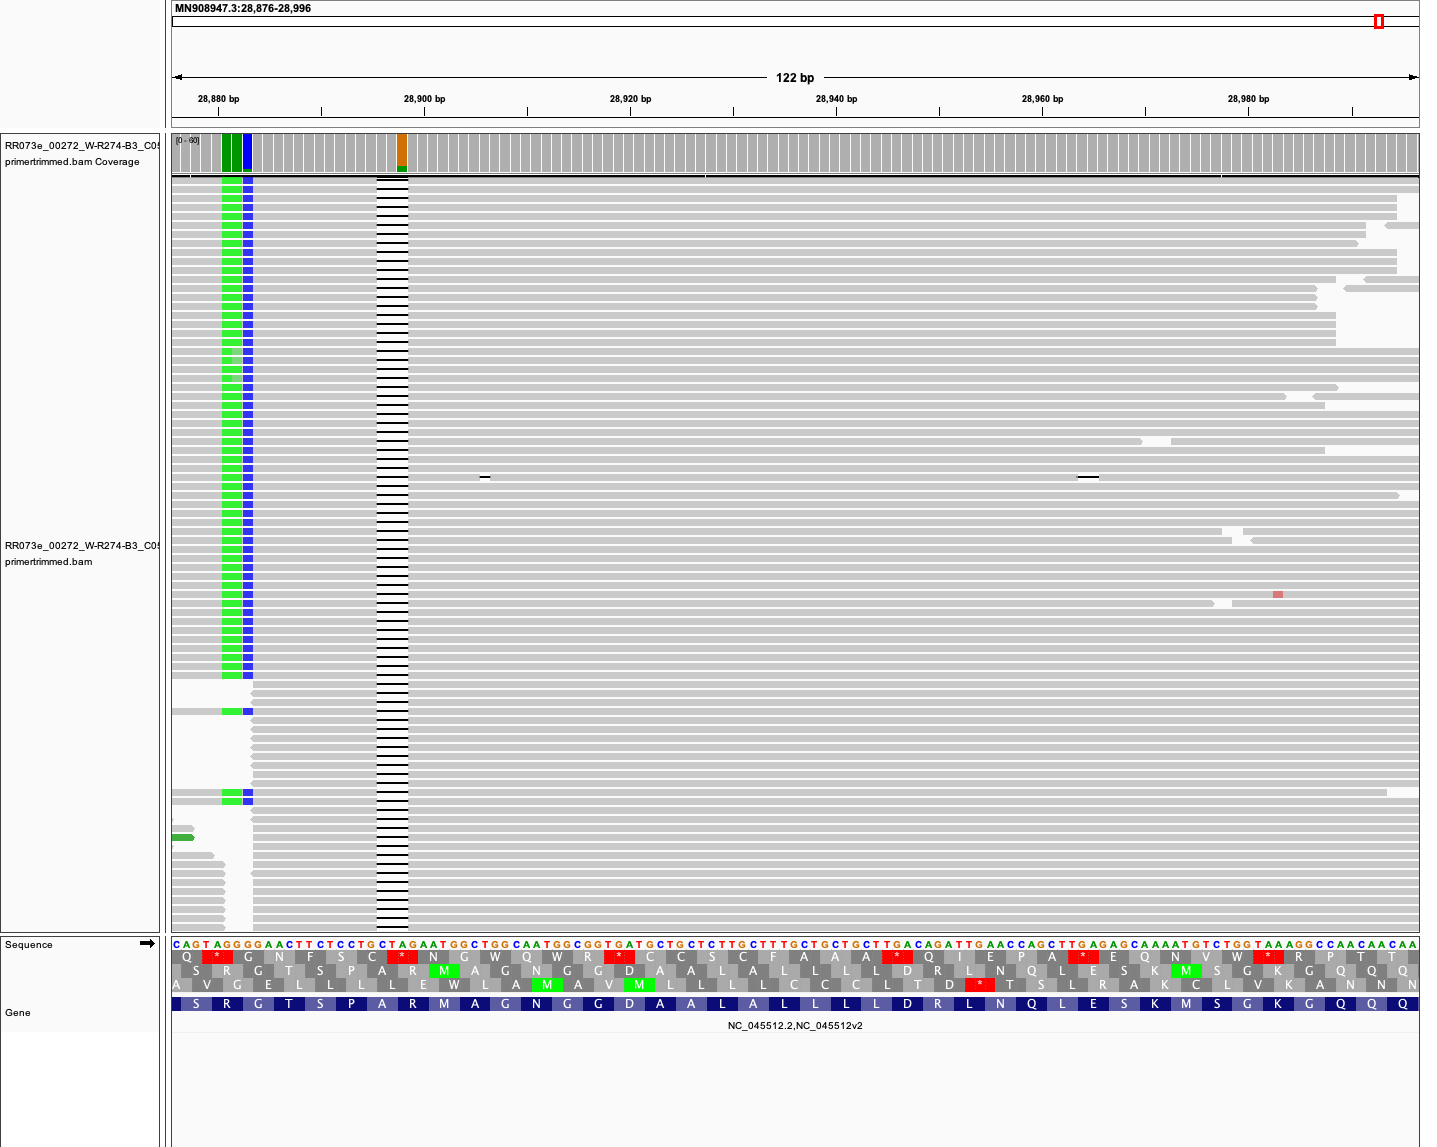 MN908947.3:28,876-28,996
122 bp
28,880 bp 28,900 bp 28,920 bp 28,940 bp 28,960 bp 28,980 bp
RR073e_00272_W-R274-B3_C05
primertrimmed.bam Coverage
[0 - 60]
RR073e_00272_W-R274-B3_C05
primertrimmed.bam
Sequence
CAGTAGGGGAACTTCTCCTGCTAGAATGGCTGGCAATGGCGGTGATGCTGCTCTTGCTTTGCTGCTGCTTGACAGATTGAACCAGCTTGAGAGCAAAATGTCTGGTAAAGGCCAACAACAA
Q * G N F S C * N G W Q W R * C C S C F A A A * Q I E P A * E Q N V W * R P T T
S R G T S P A R M A G N G G D A A L A L L L L D R L N Q L E S K M S G K G Q Q Q
A V G E L L L L E W L A M A V M L L L L C C C L T D * T S L R A K C L V K A N N N
Gene
S R G T S P A R M A G N G G D A A L A L L L L D R L N Q L E S K M S G K G Q Q Q
NC_045512.2,NC_045512v2